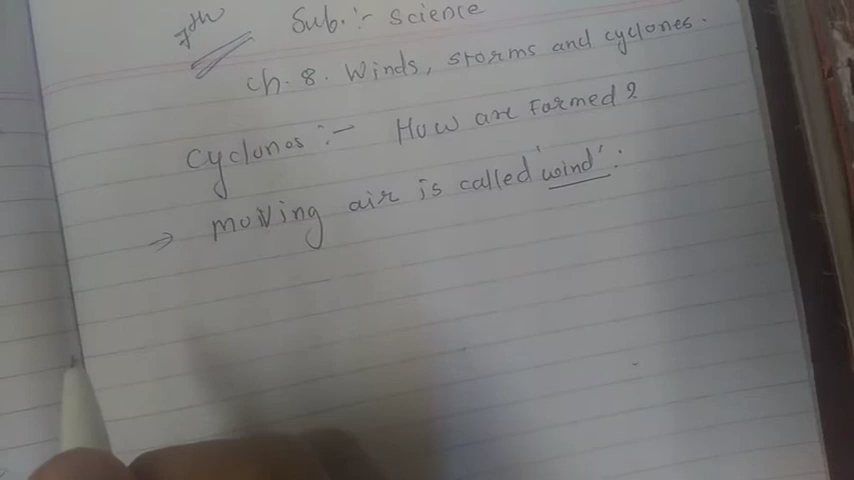 7th
Sub.:- Science
Ch. 8. Winds, storms and cyclones.
Cyclones :- How are Formed?
→ moving air is called 'wind'.